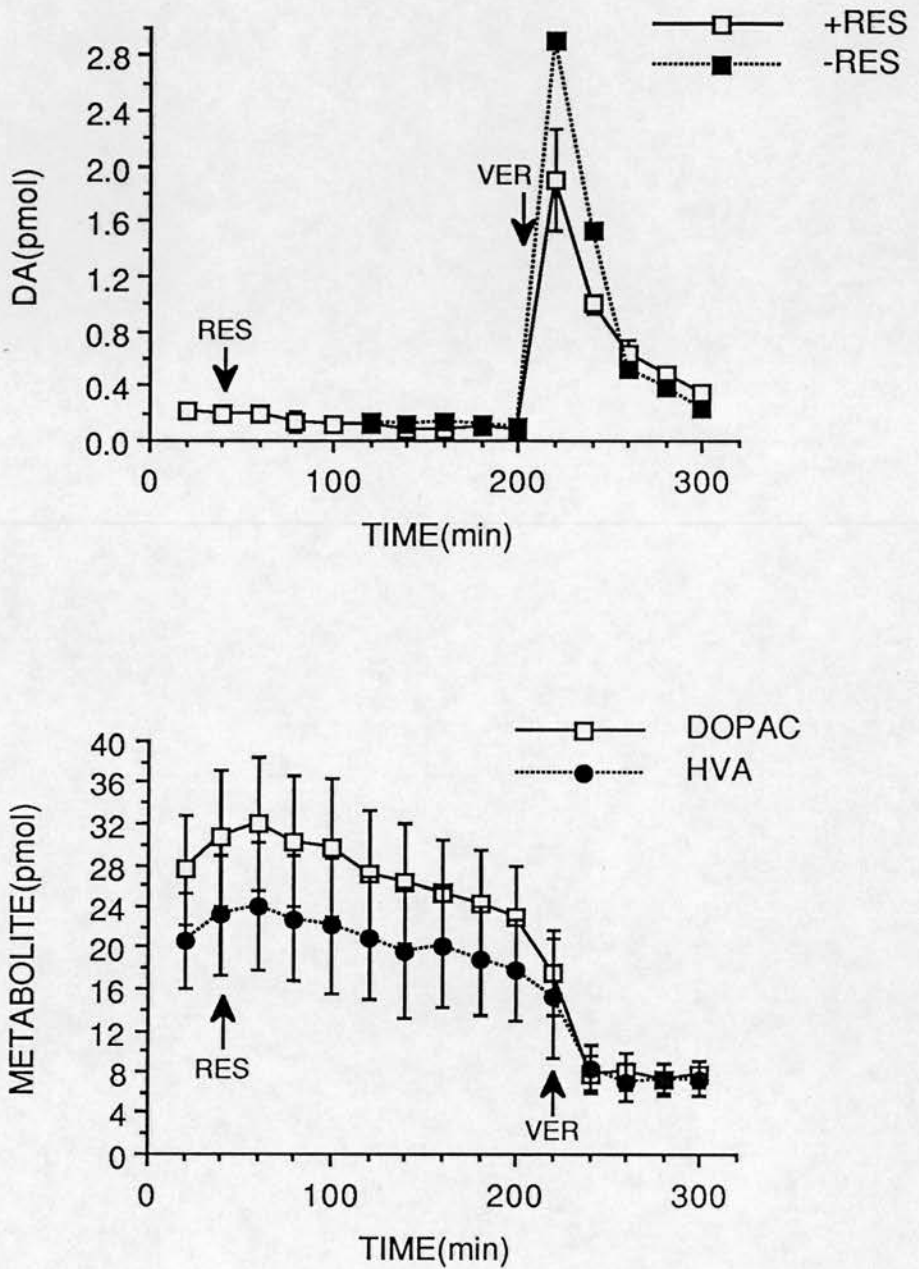 +RES
-RES
2.8
2.4
2.0
1.6
1.2
0.8
0.4
0.0
DA(pmol)
VER
RES
0 100 200 300
TIME(min)
DOPAC
HVA
40
36
32
28
24
20
16
12
8
4
0
METABOLITE(pmol)
RES
VER
0 100 200 300
TIME(min)